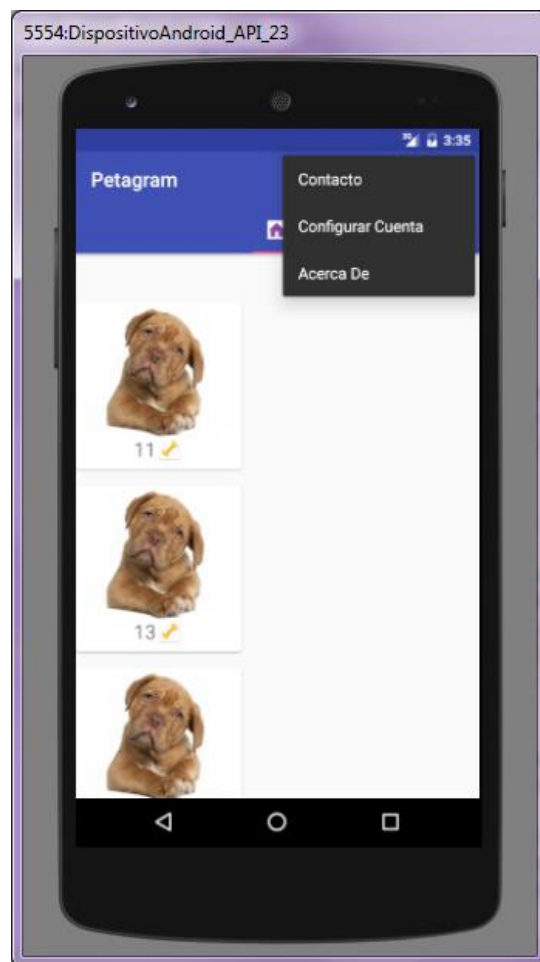 5554:DispositivoAndroid_API_23
3:35
Petagram
Contacto
Configurar Cuenta
Acerca De
11
13